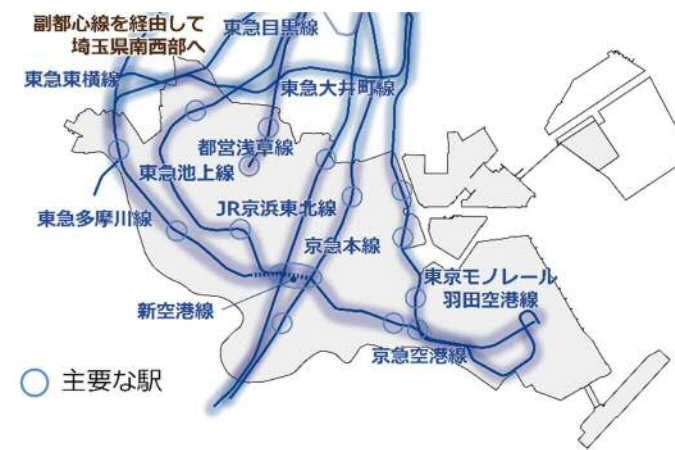 副都心線を経由して
埼玉県南西部へ
東急目黒線
東急東横線
東急大井町線
都営浅草線
東急池上線
東急多摩川線
JR京浜東北線
京急本線
東京モノレール
羽田空港線
新空港線
京急空港線
主要な駅